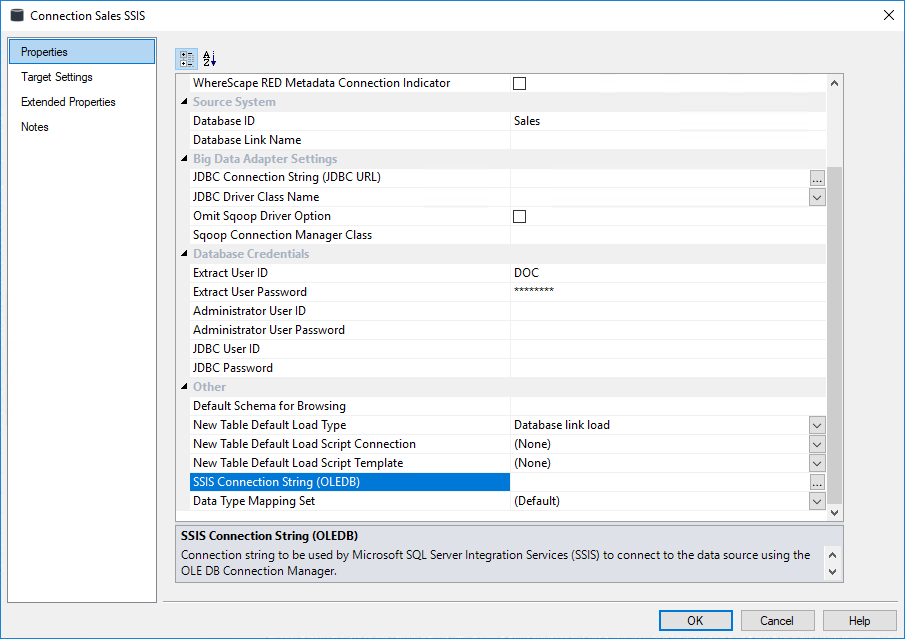 Connection Sales SSIS
Properties
Target Settings
Extended Properties
Notes
WhereScape RED Metadata Connection Indicator
Source System
Database ID Sales
Database Link Name
Big Data Adapter Settings
JDBC Connection String (JDBC URL) ...
JDBC Driver Class Name
Omit Sqoop Driver Option
Sqoop Connection Manager Class
Database Credentials
Extract User ID DOC
Extract User Password ********
Administrator User ID
Administrator User Password
JDBC User ID
JDBC Password
Other
Default Schema for Browsing
New Table Default Load Type Database link load
New Table Default Load Script Connection (None)
New Table Default Load Script Template (None)
SSIS Connection String (OLEDB) ...
Data Type Mapping Set (Default)
SSIS Connection String (OLEDB)
Connection string to be used by Microsoft SQL Server Integration Services (SSIS) to connect to the data source using the
OLE DB Connection Manager.
OK Cancel Help